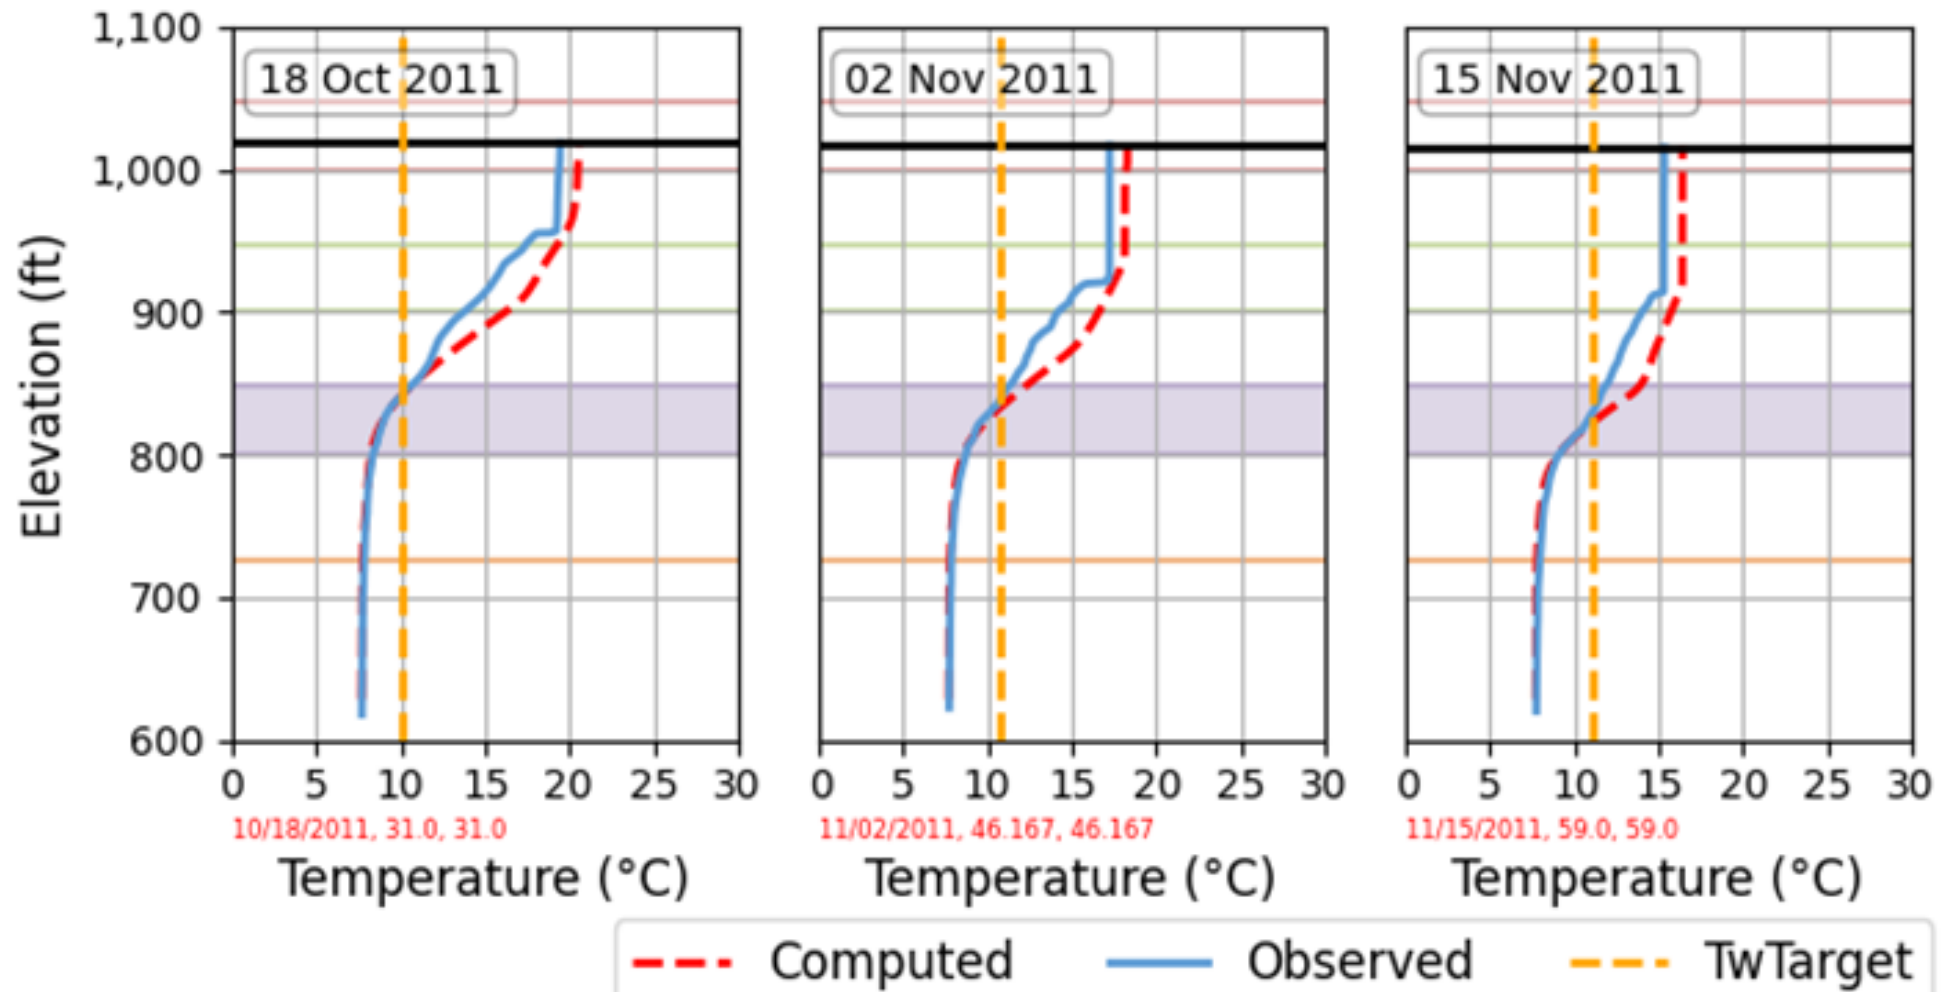 1,100
1,000
900
800
700
600
Elevation (ft)
18 Oct 2011
0 5 10 15 20 25 30
10/18/2011, 31.0, 31.0
Temperature (°C)
02 Nov 2011
0 5 10 15 20 25 30
11/02/2011, 46.167, 46.167
Temperature (°C)
15 Nov 2011
0 5 10 15 20 25 30
11/15/2011, 59.0, 59.0
Temperature (°C)
Computed Observed TwTarget